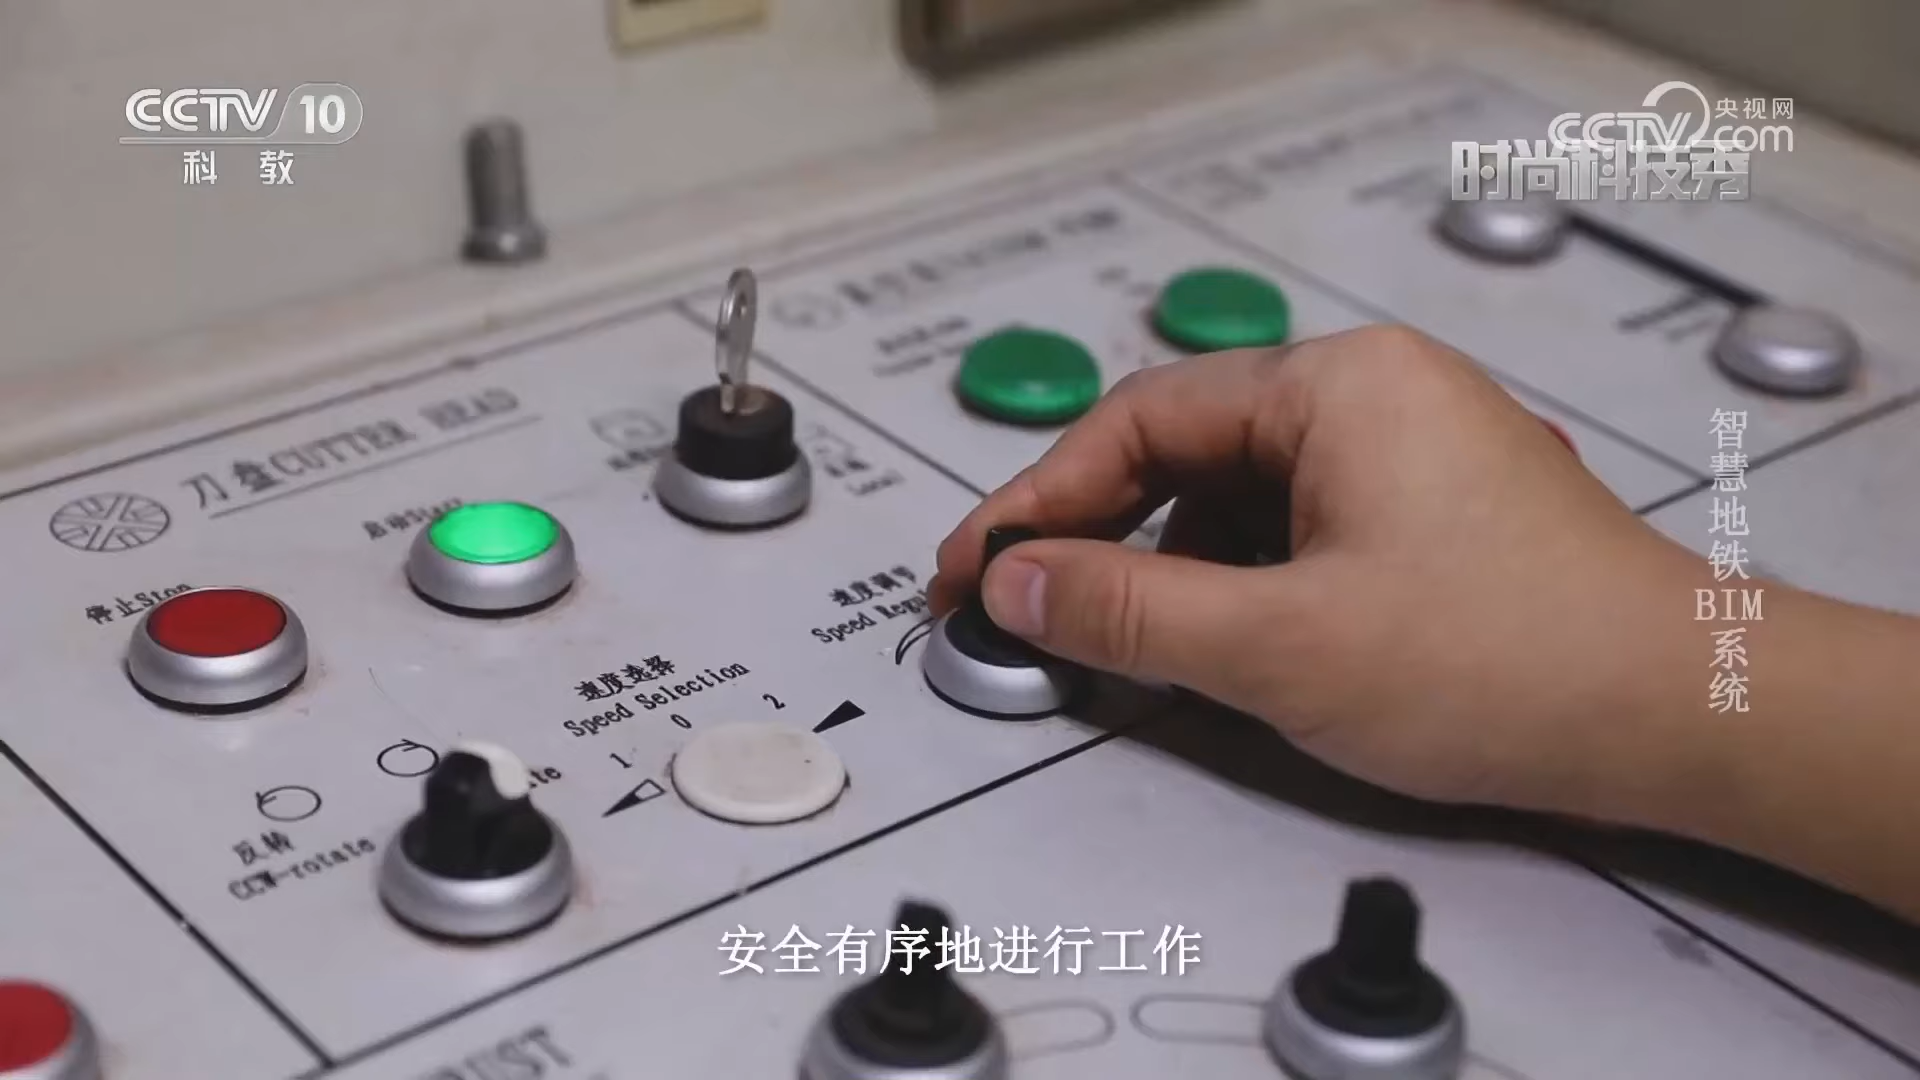 CCTV 10
科 教
央视网
CCTV.com
时尚科技秀
刀盘CUTTER HEAD
启动Start
停止Stop
速度调节
Speed Regul
速度选择
Speed Selection
1 0 2
反转
CCW-rotate
Local
智慧地铁BIM系统
安全有序地进行工作